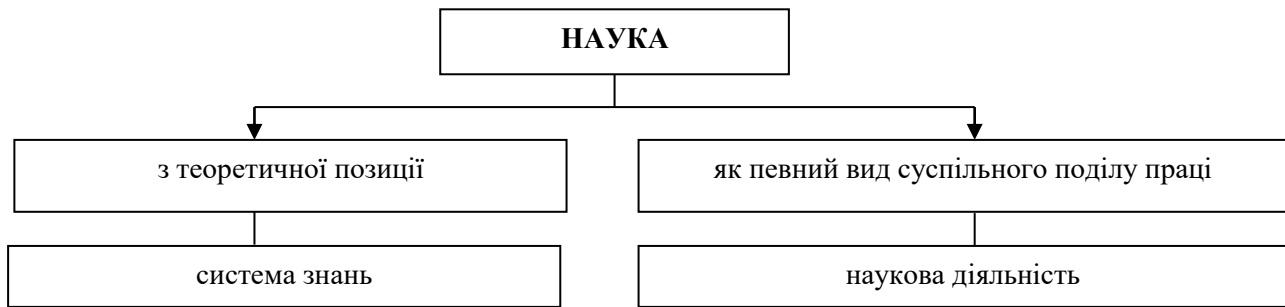 НАУКА
з теоретичної позиції
як певний вид суспільного поділу праці
система знань
наукова діяльність